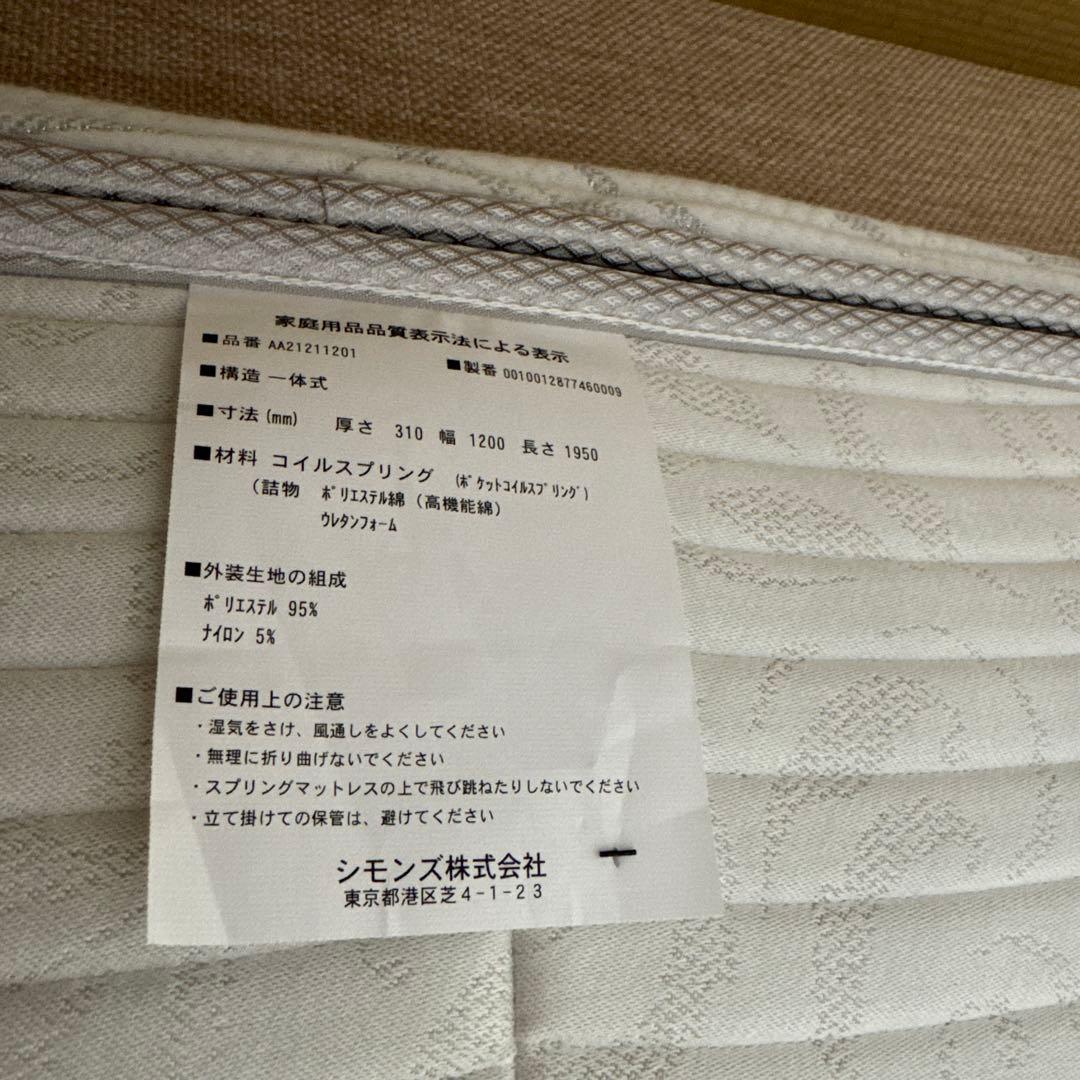 家庭用品品質表示法による表示
■品番 AA21211201 ■製番 0010012877460009
■構造 一体式
■寸法(mm) 厚さ 310 幅 1200 長さ 1950
■材料 コイルスプリング (ﾎﾟｹｯﾄｺｲﾙｽﾌﾟﾘﾝｸﾞ)
(詰物 ﾎﾟﾘｴｽﾃﾙ綿 (高機能綿)
ｳﾚﾀﾝﾌｫｰﾑ
■外装生地の組成
ﾎﾟﾘｴｽﾃﾙ 95%
ﾅｲﾛﾝ 5%
■ご使用上の注意
・湿気をさけ、風通しをよくしてください
・無理に折り曲げないでください
・スプリングマットレスの上で飛び跳ねたりしないでください
・立て掛けての保管は、避けてください
シモンズ株式会社
東京都港区芝4-1-23